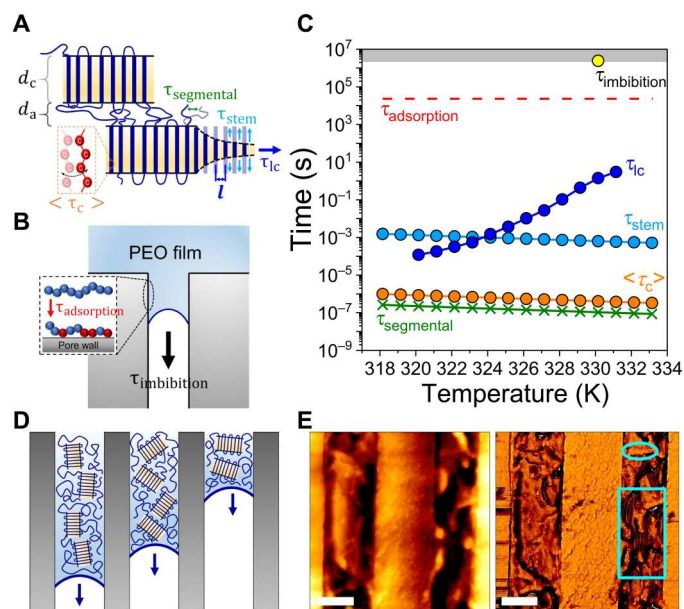 A
d_c
d_a
τ_segmental
τ_stem
τ_lc
l
< τ_c >
B
PEO film
τ_adsorption
Pore wall
τ_imbibition
C
Time (s)
10^7
10^5
10^3
10^1
10^−1
10^−3
10^−5
10^−7
10^−9
τ_imbibition
τ_adsorption
τ_lc
τ_stem
< τ_c >
τ_segmental
318 320 322 324 326 328 330 332 334
Temperature (K)
D
E